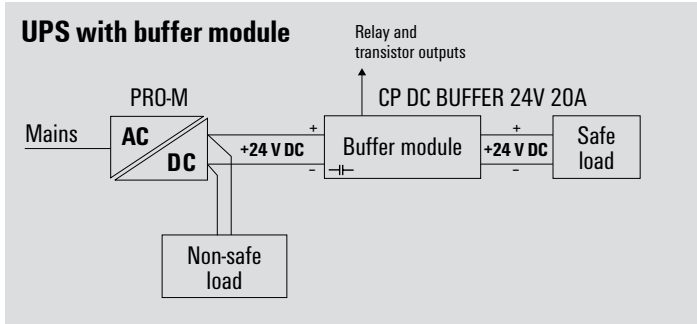 UPS with buffer module
Relay and
transistor outputs
PRO-M
CP DC BUFFER 24V 20A
Mains
AC
DC
+
+24 V DC
–
Buffer module
+
+24 V DC
–
Safe
load
Non-safe
load